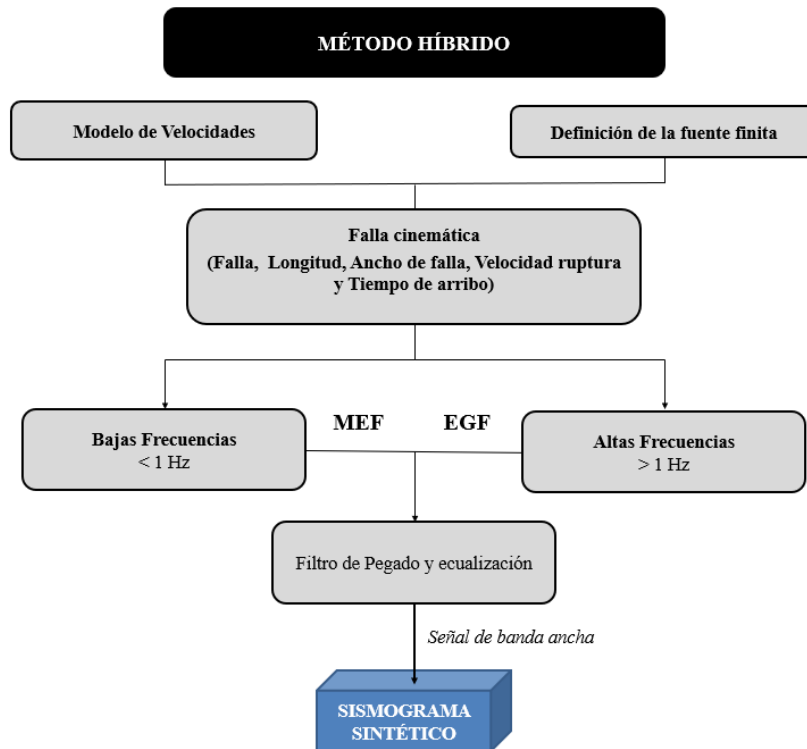 MÉTODO HÍBRIDO
Modelo de Velocidades
Definición de la fuente finita
Falla cinemática
(Falla, Longitud, Ancho de falla, Velocidad ruptura
y Tiempo de arribo)
MEF
EGF
Bajas Frecuencias
< 1 Hz
Altas Frecuencias
> 1 Hz
Filtro de Pegado y ecualización
Señal de banda ancha
SISMOGRAMA
SINTÉTICO